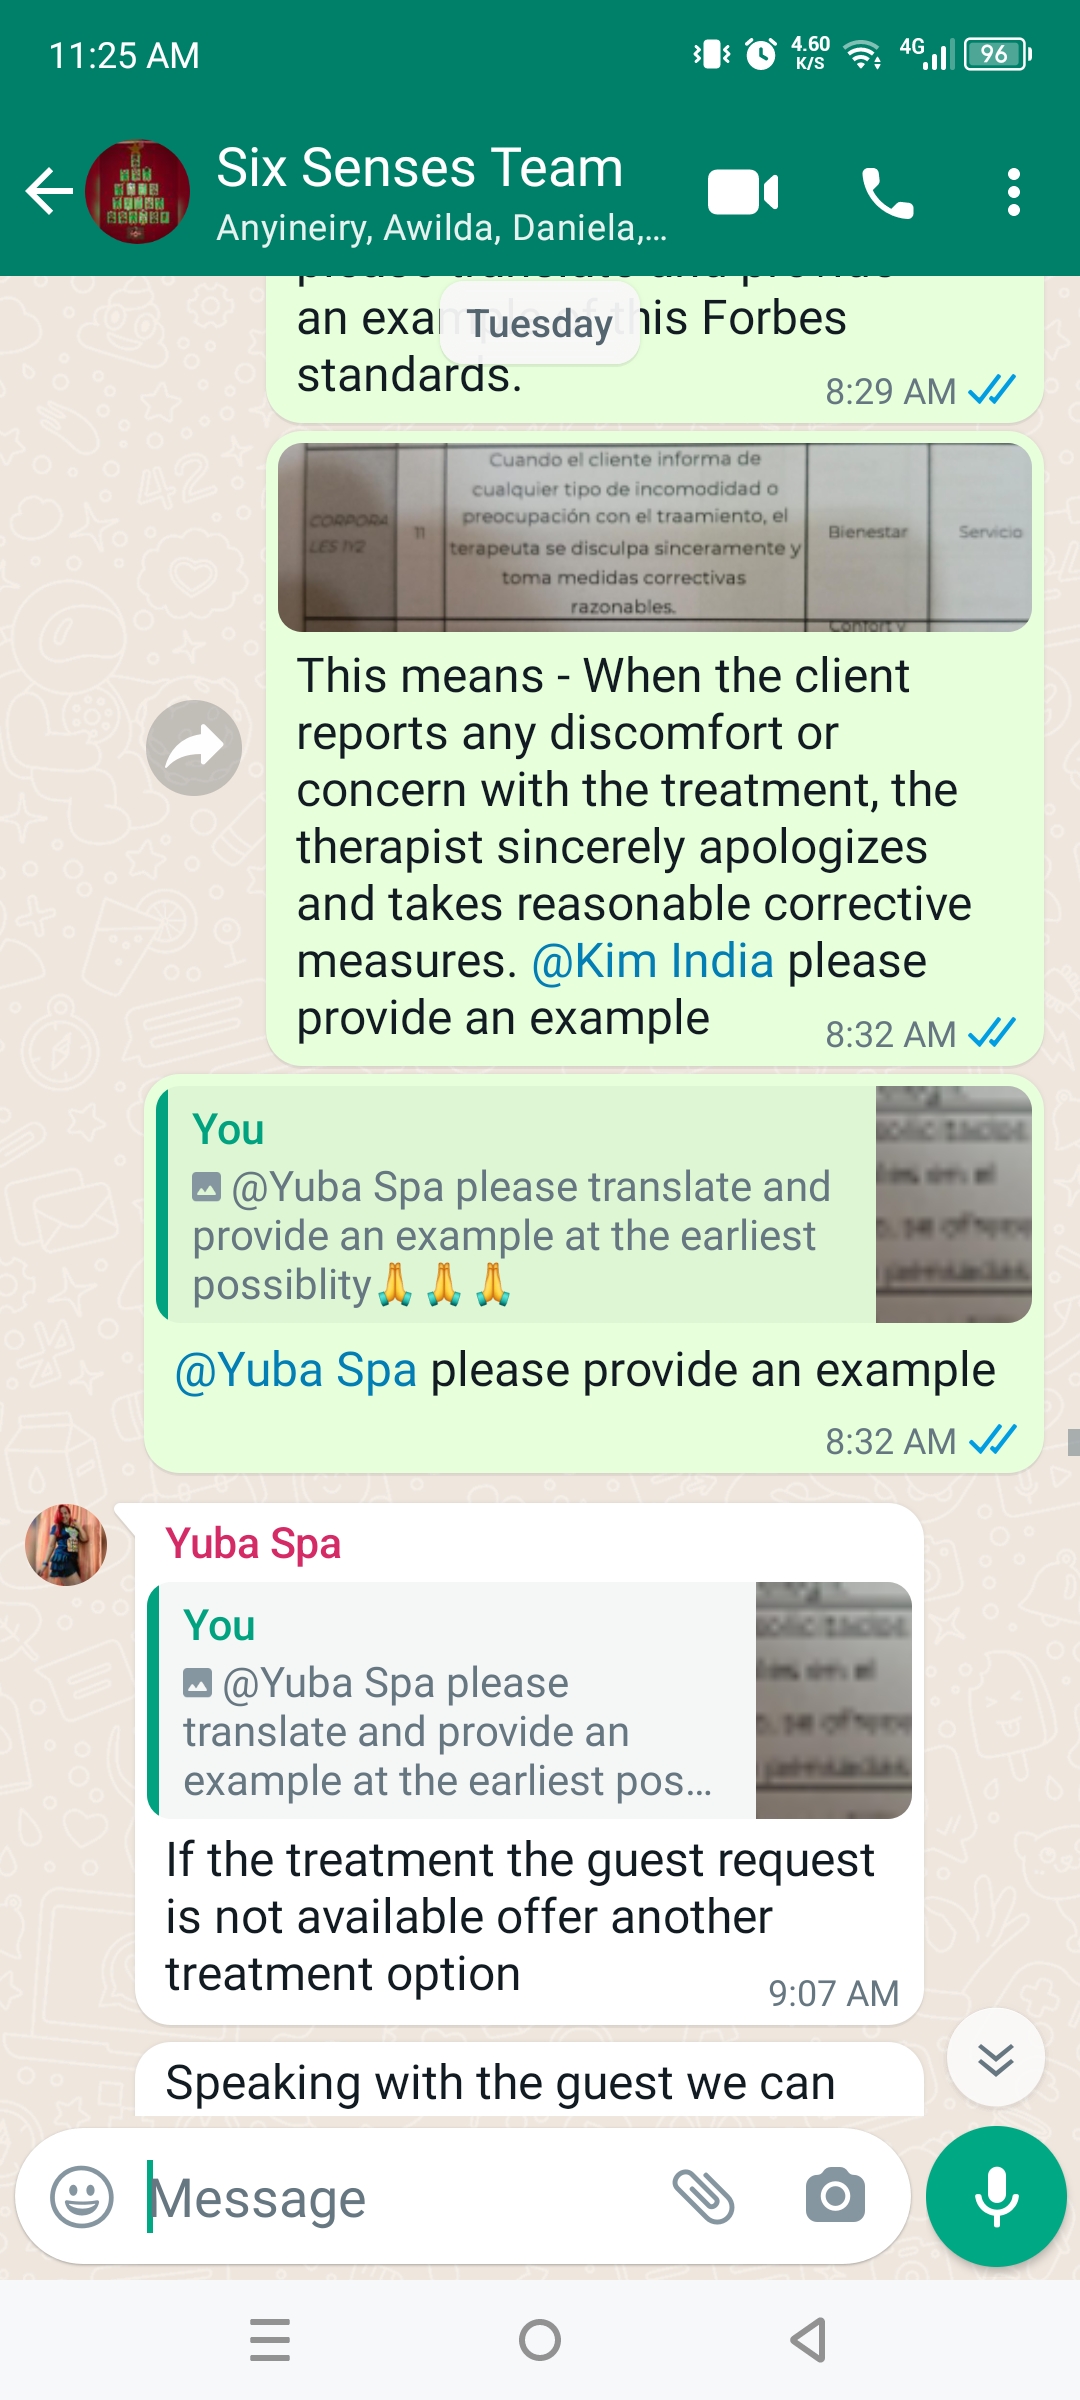 11:25 AM
4.60
K/S
4G
96
Six Senses Team
Anyineiry, Awilda, Daniela,...
an example of this Forbes
Tuesday
standards.
8:29 AM
Cuando el cliente informa de
cualquier tipo de incomodidad o
preocupación con el traamiento, el
terapeuta se disculpa sinceramente y
toma medidas correctivas
razonables.
CORPORA
LES 1Y2
11
Bienestar
Servicio
Confort y
This means - When the client
reports any discomfort or
concern with the treatment, the
therapist sincerely apologizes
and takes reasonable corrective
measures. @Kim India please
provide an example
8:32 AM
You
@Yuba Spa please translate and
provide an example at the earliest
possiblity🙏🙏🙏
@Yuba Spa please provide an example
8:32 AM
Yuba Spa
You
@Yuba Spa please
translate and provide an
example at the earliest pos...
If the treatment the guest request
is not available offer another
treatment option
9:07 AM
Speaking with the guest we can
Message